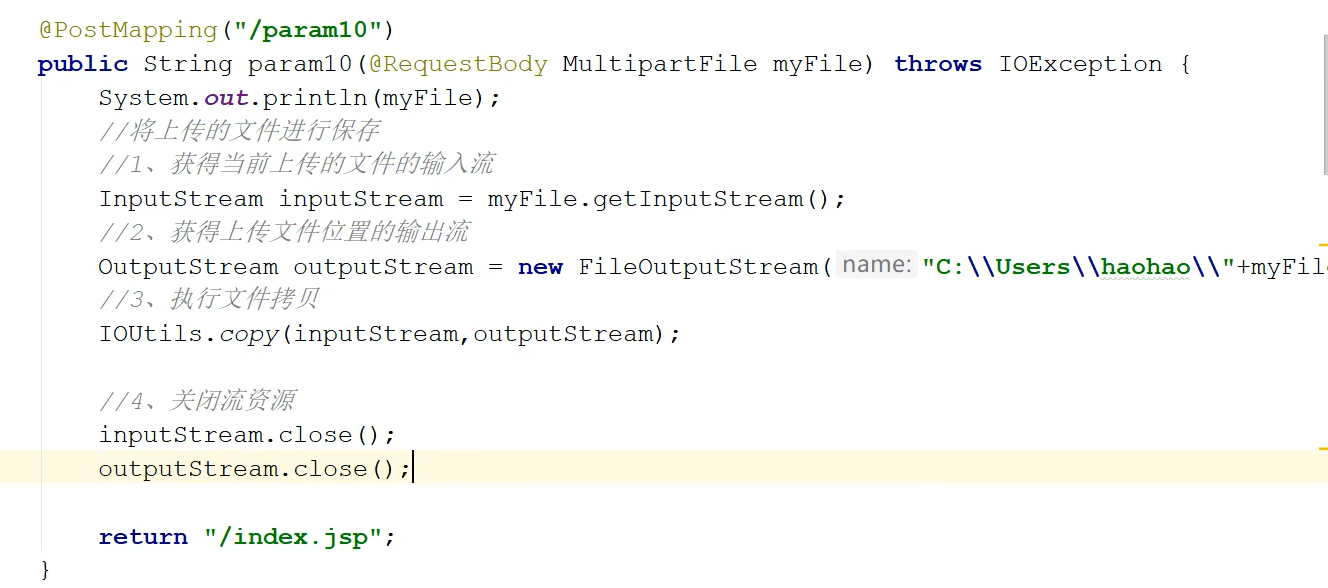 @PostMapping("/param10")
public String param10(@RequestBody MultipartFile myFile) throws IOException {
System.out.println(myFile);
//将上传的文件进行保存
//1、获得当前上传的文件的输入流
InputStream inputStream = myFile.getInputStream();
//2、获得上传文件位置的输出流
OutputStream outputStream = new FileOutputStream( name: "C:\\Users\\haohao\\"+myFil
//3、执行文件拷贝
IOUtils.copy(inputStream,outputStream);
//4、关闭流资源
inputStream.close();
outputStream.close();
return "/index.jsp";
}